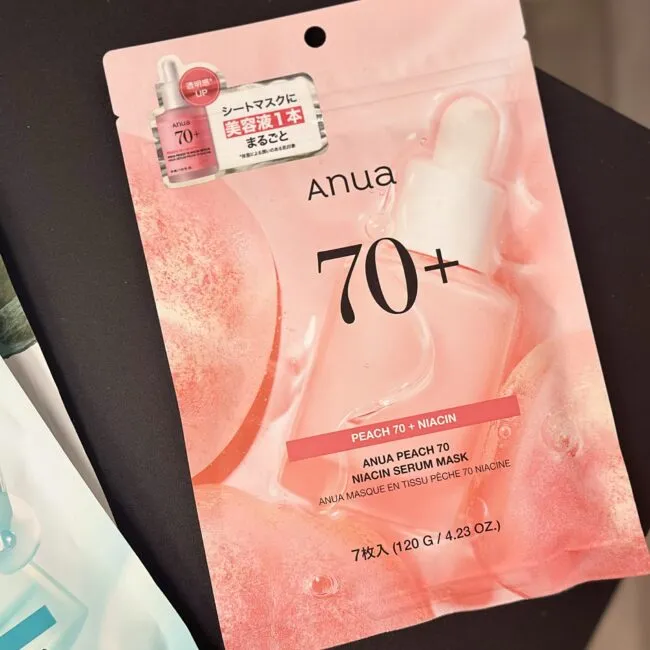 透明感*
UP
シートマスクに
美容液1本
まるごと
Anua
70+
Anua
70+
PEACH 70 + NIACIN
ANUA PEACH 70
NIACIN SERUM MASK
ANUA MASQUE EN TISSU PÊCHE 70 NIACINE
7枚入 (120 G / 4.23 OZ.)